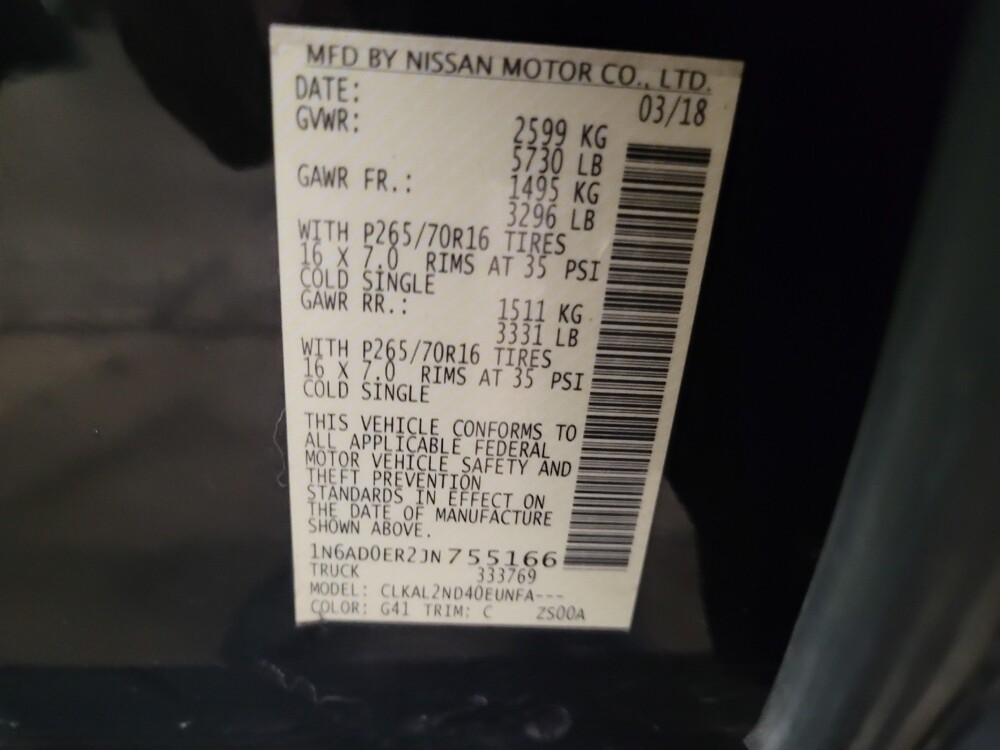 MFD BY NISSAN MOTOR CO., LTD.
DATE: 03/18
GVWR: 2599 KG
5730 LB
GAWR FR.: 1495 KG
3296 LB
WITH P265/70R16 TIRES
16 X 7.0 RIMS AT 35 PSI
COLD SINGLE
GAWR RR.: 1511 KG
3331 LB
WITH P265/70R16 TIRES
16 X 7.0 RIMS AT 35 PSI
COLD SINGLE
THIS VEHICLE CONFORMS TO
ALL APPLICABLE FEDERAL
MOTOR VEHICLE SAFETY AND
THEFT PREVENTION
STANDARDS IN EFFECT ON
THE DATE OF MANUFACTURE
SHOWN ABOVE.
1N6AD0ER2JN755166
TRUCK 333769
MODEL: CLKAL2ND40EUNFA---
COLOR: G41 TRIM: C ZS00A